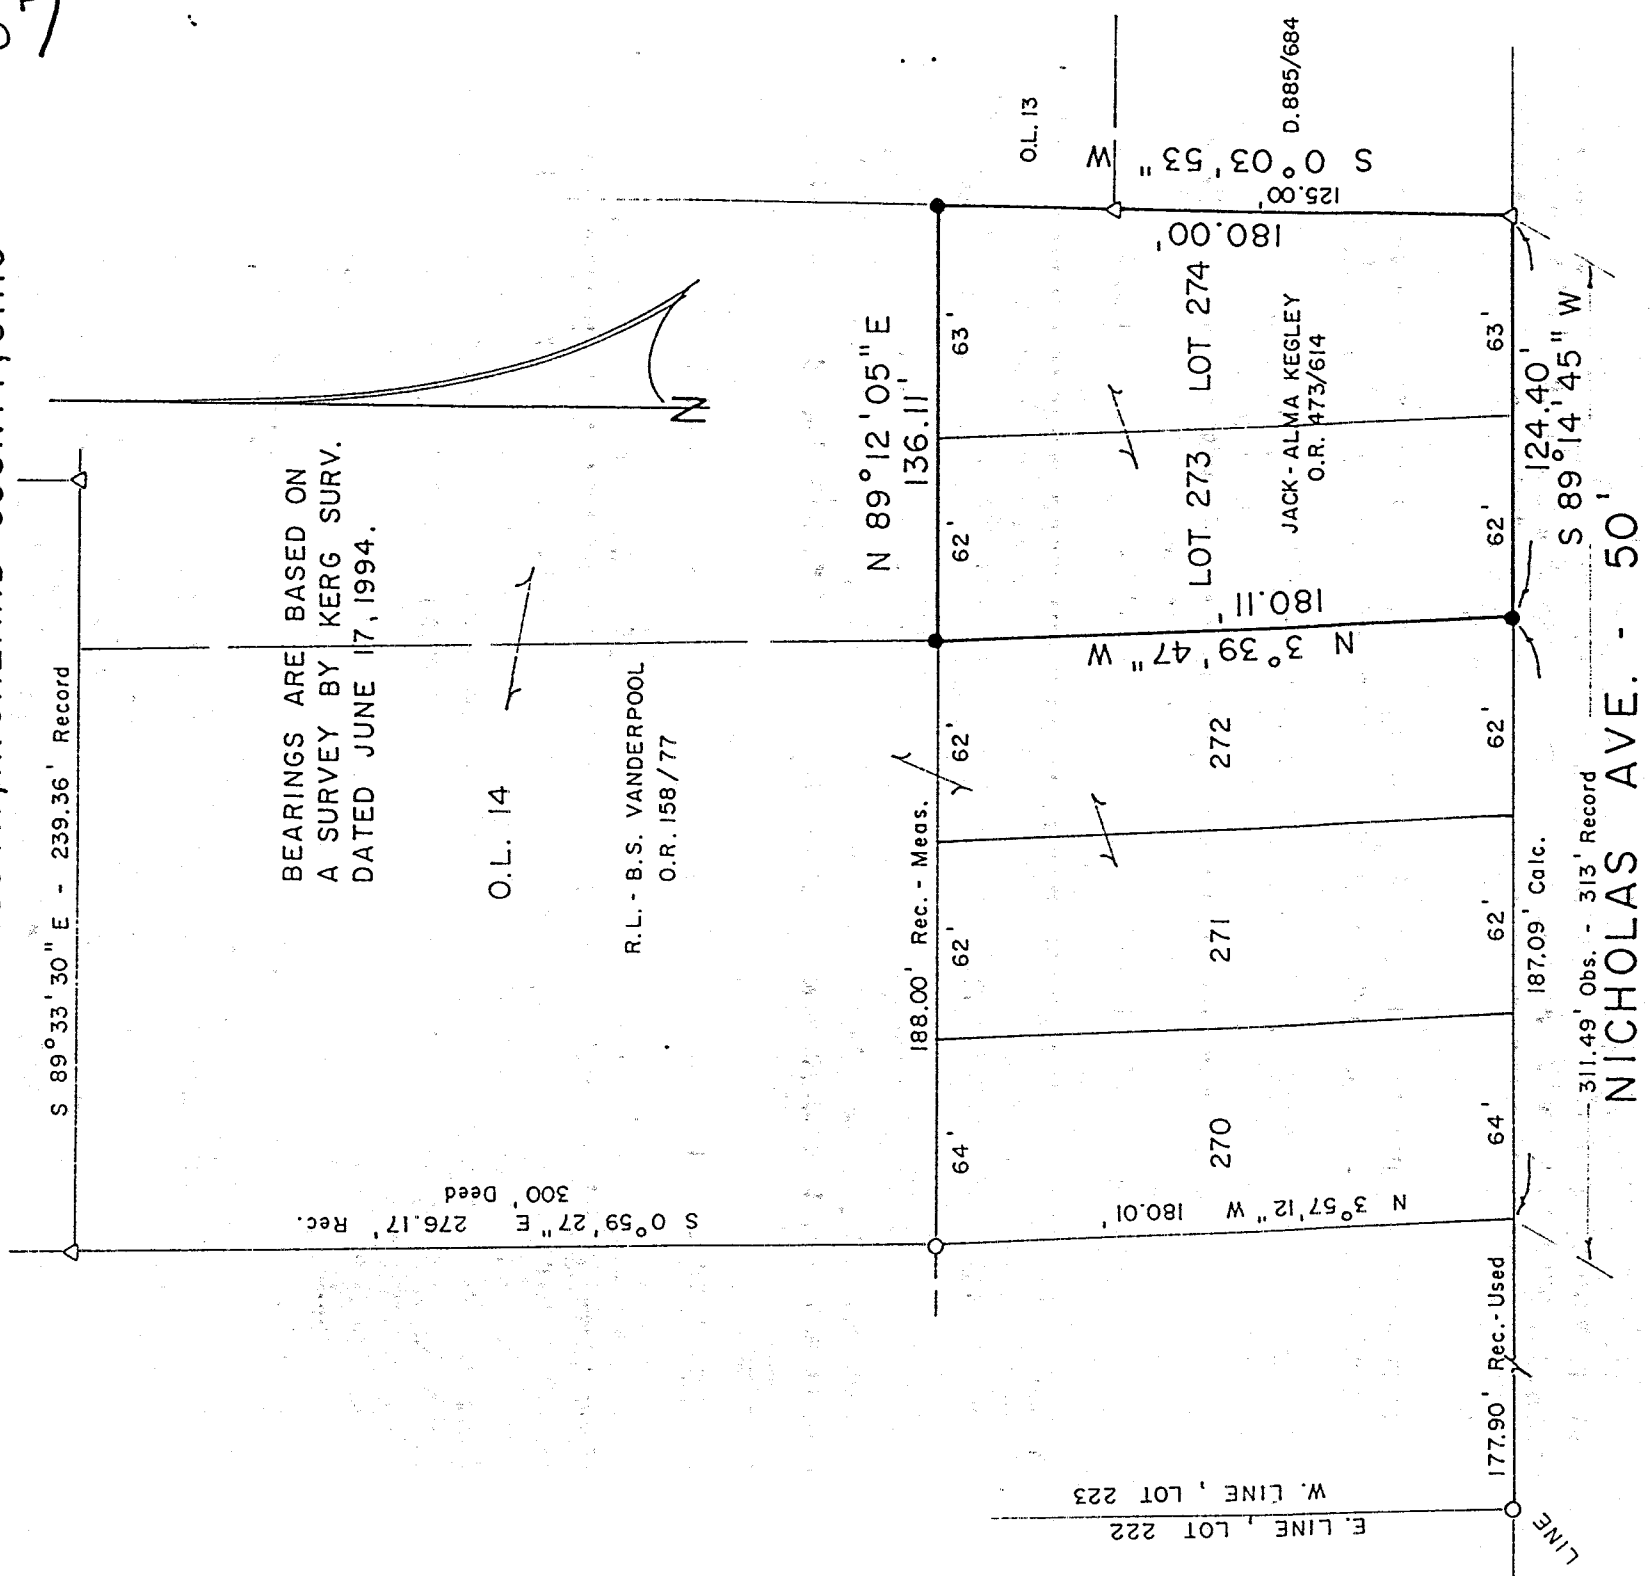 S 89°33'30" E - 239.36' Record
BEARINGS ARE BASED ON
A SURVEY BY KERG SURV.
DATED JUNE 17, 1994.
N
O.L. 14
R.L. - B.S. VANDERPOOL
O.R. 158/77
S 0°59'27" E 276.17' Rec.
300' Deed
O.L. 13
D. 885/684
N 89°12'05" E
136.11'
188.00' Rec. - Meas.
64'
62'
62'
62'
63'
S 0°03'53" W
125.00'
180.00'
LOT 274
LOT 273
JACK - ALMA KEGLEY
O.R. 473/614
N 3°39'47" W
180.11'
272
271
270
N 3°57'12" W 180.01'
64'
62'
62'
62'
63'
177.90' Rec. - Used
187.09' Calc.
124.40'
S 89°14'45" W
311.49' Obs. - 313' Record
NICHOLAS AVE. - 50'
W. LINE, LOT 223
E. LINE, LOT 222
LINE